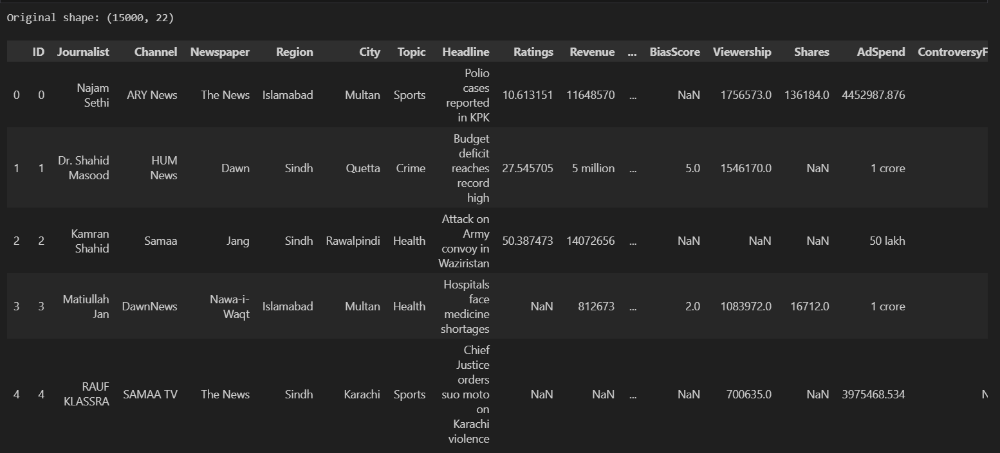 Original shape: (15000, 22)
ID Journalist Channel Newspaper Region City Topic Headline Ratings Revenue ... BiasScore Viewership Shares AdSpend ControversyF
0 0 Najam Sethi ARY News The News Islamabad Multan Sports Polio cases reported in KPK 10.613151 11648570 ... NaN 1756573.0 136184.0 4452987.876
1 1 Dr. Shahid Masood HUM News Dawn Sindh Quetta Crime Budget deficit reaches record high 27.545705 5 million ... 5.0 1546170.0 NaN 1 crore
2 2 Kamran Shahid Samaa Jang Sindh Rawalpindi Health Attack on Army convoy in Waziristan 50.387473 14072656 ... NaN NaN NaN 50 lakh
3 3 Matiullah Jan DawnNews Nawa-i-Waqt Islamabad Multan Health Hospitals face medicine shortages NaN 812673 ... 2.0 1083972.0 16712.0 1 crore
4 4 RAUF KLASSRA SAMAA TV The News Sindh Karachi Sports Chief Justice orders suo moto on Karachi violence NaN NaN ... NaN 700635.0 NaN 3975468.534 N